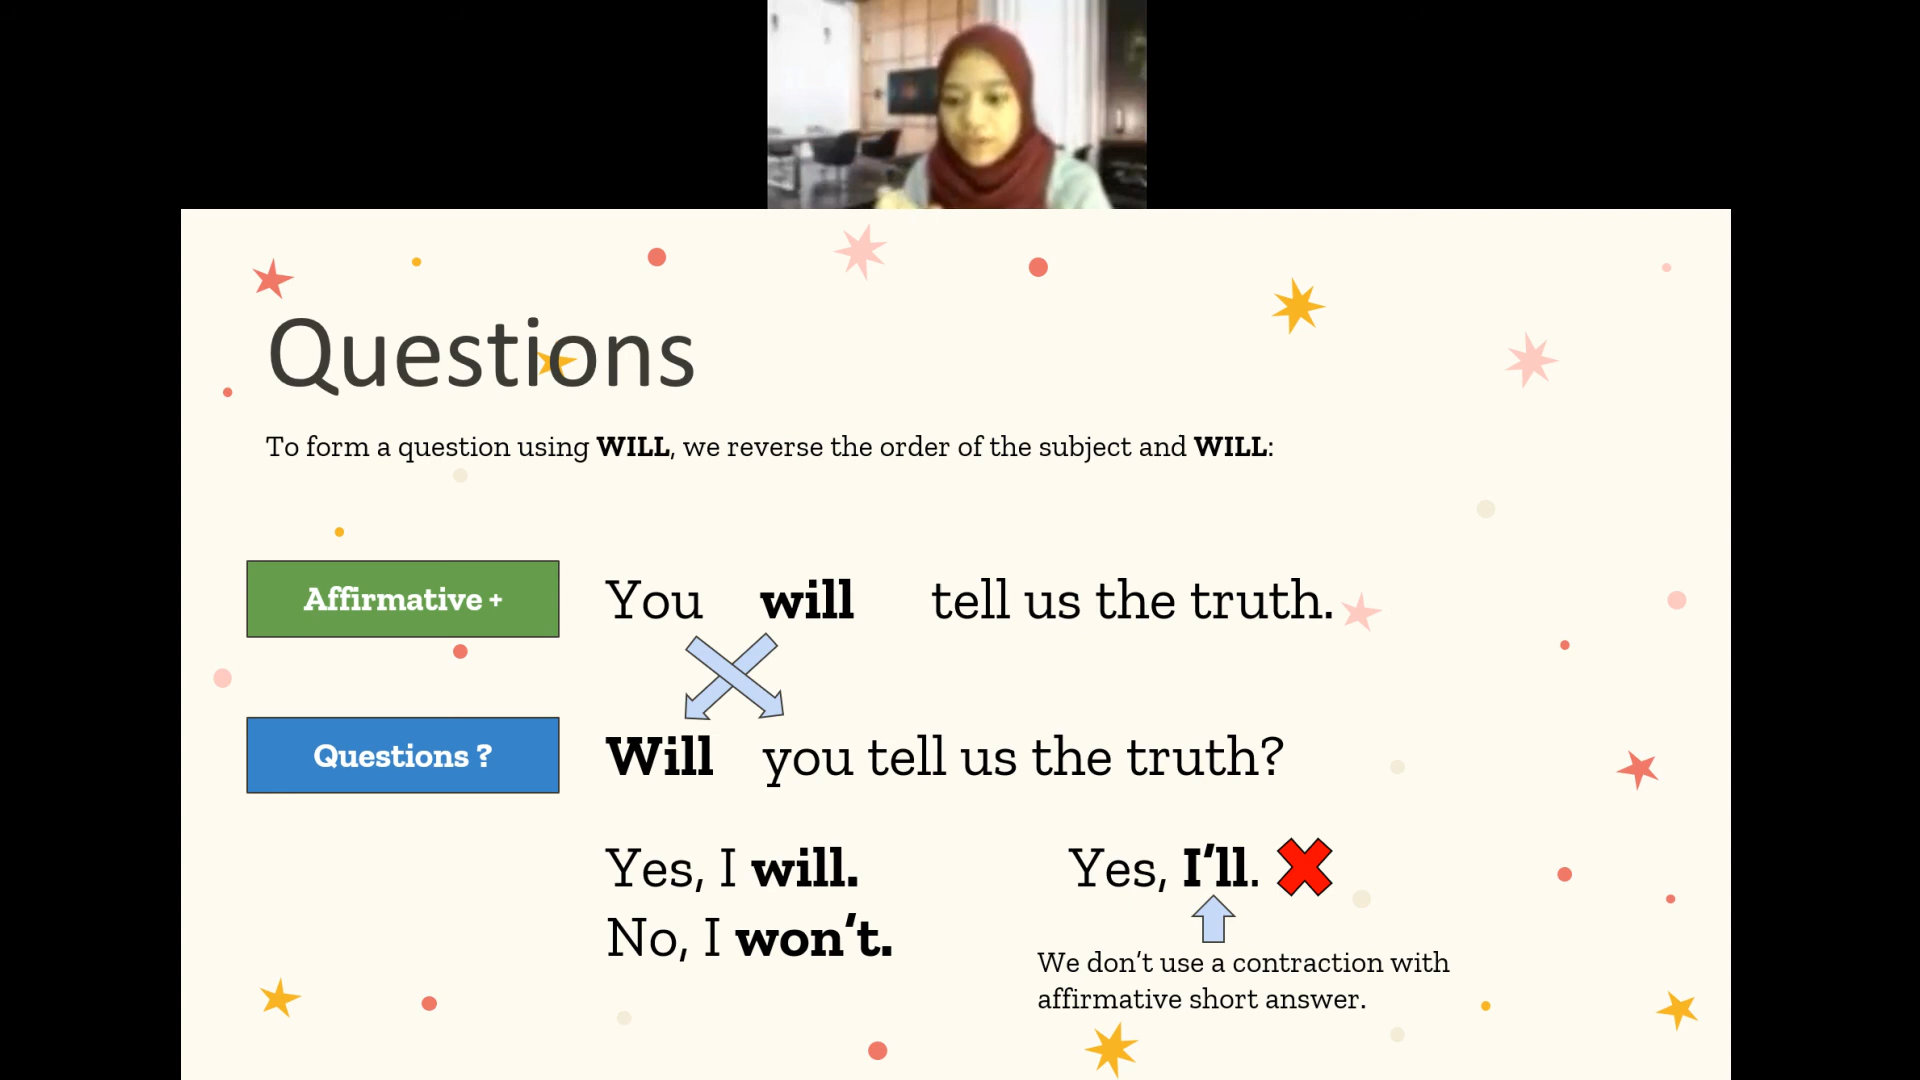 Questions
To form a question using WILL, we reverse the order of the subject and WILL:
Affirmative + You will tell us the truth.
Questions ? Will you tell us the truth?
Yes, I will. Yes, I’ll.
No, I won’t.
We don’t use a contraction with
affirmative short answer.